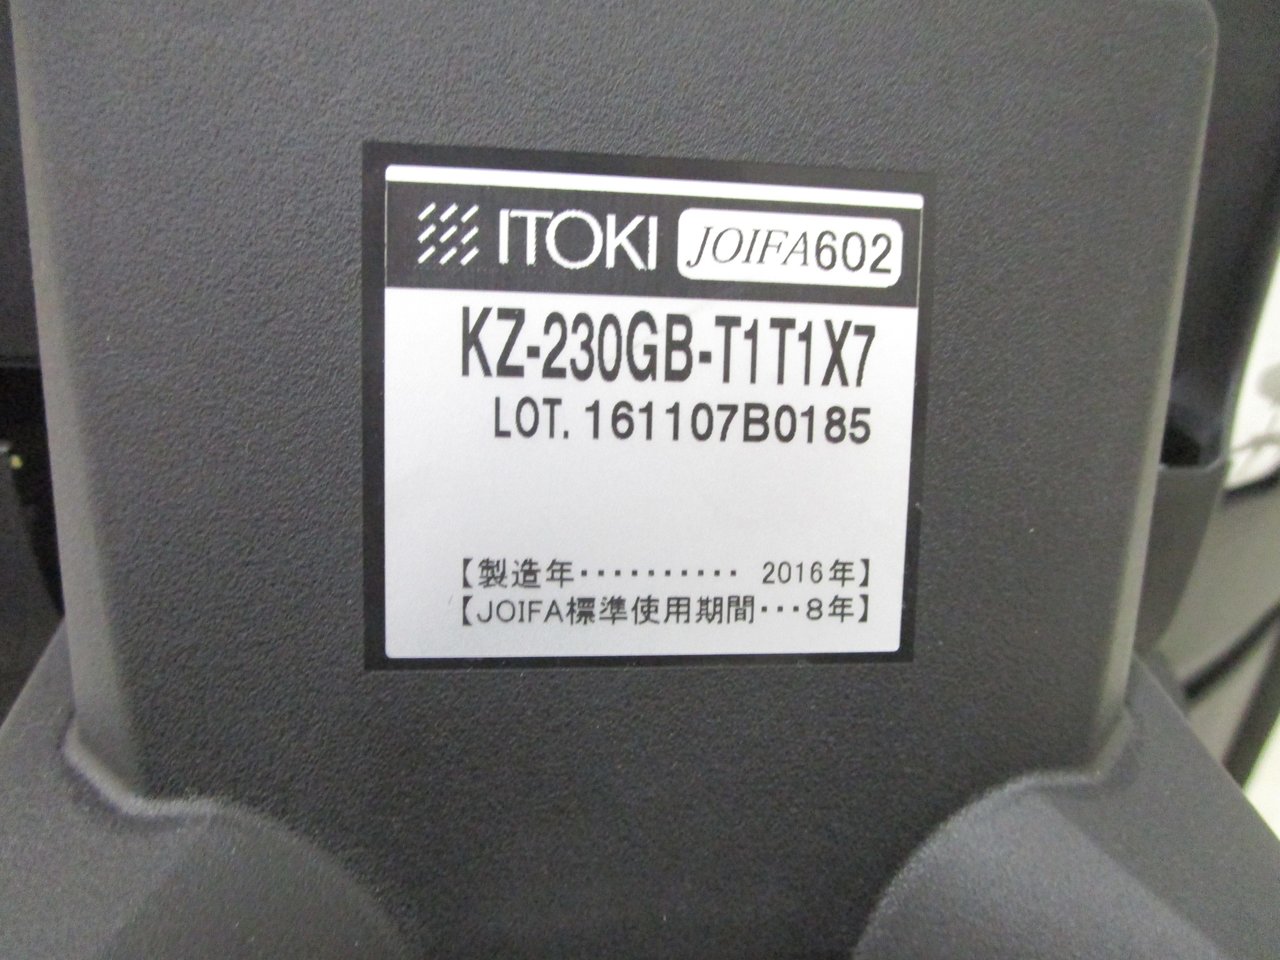 ITOKI JOIFA602
KZ-230GB-T1T1X7
LOT. 161107B0185
【製造年·········· 2016年】
【JOIFA標準使用期間···8年】